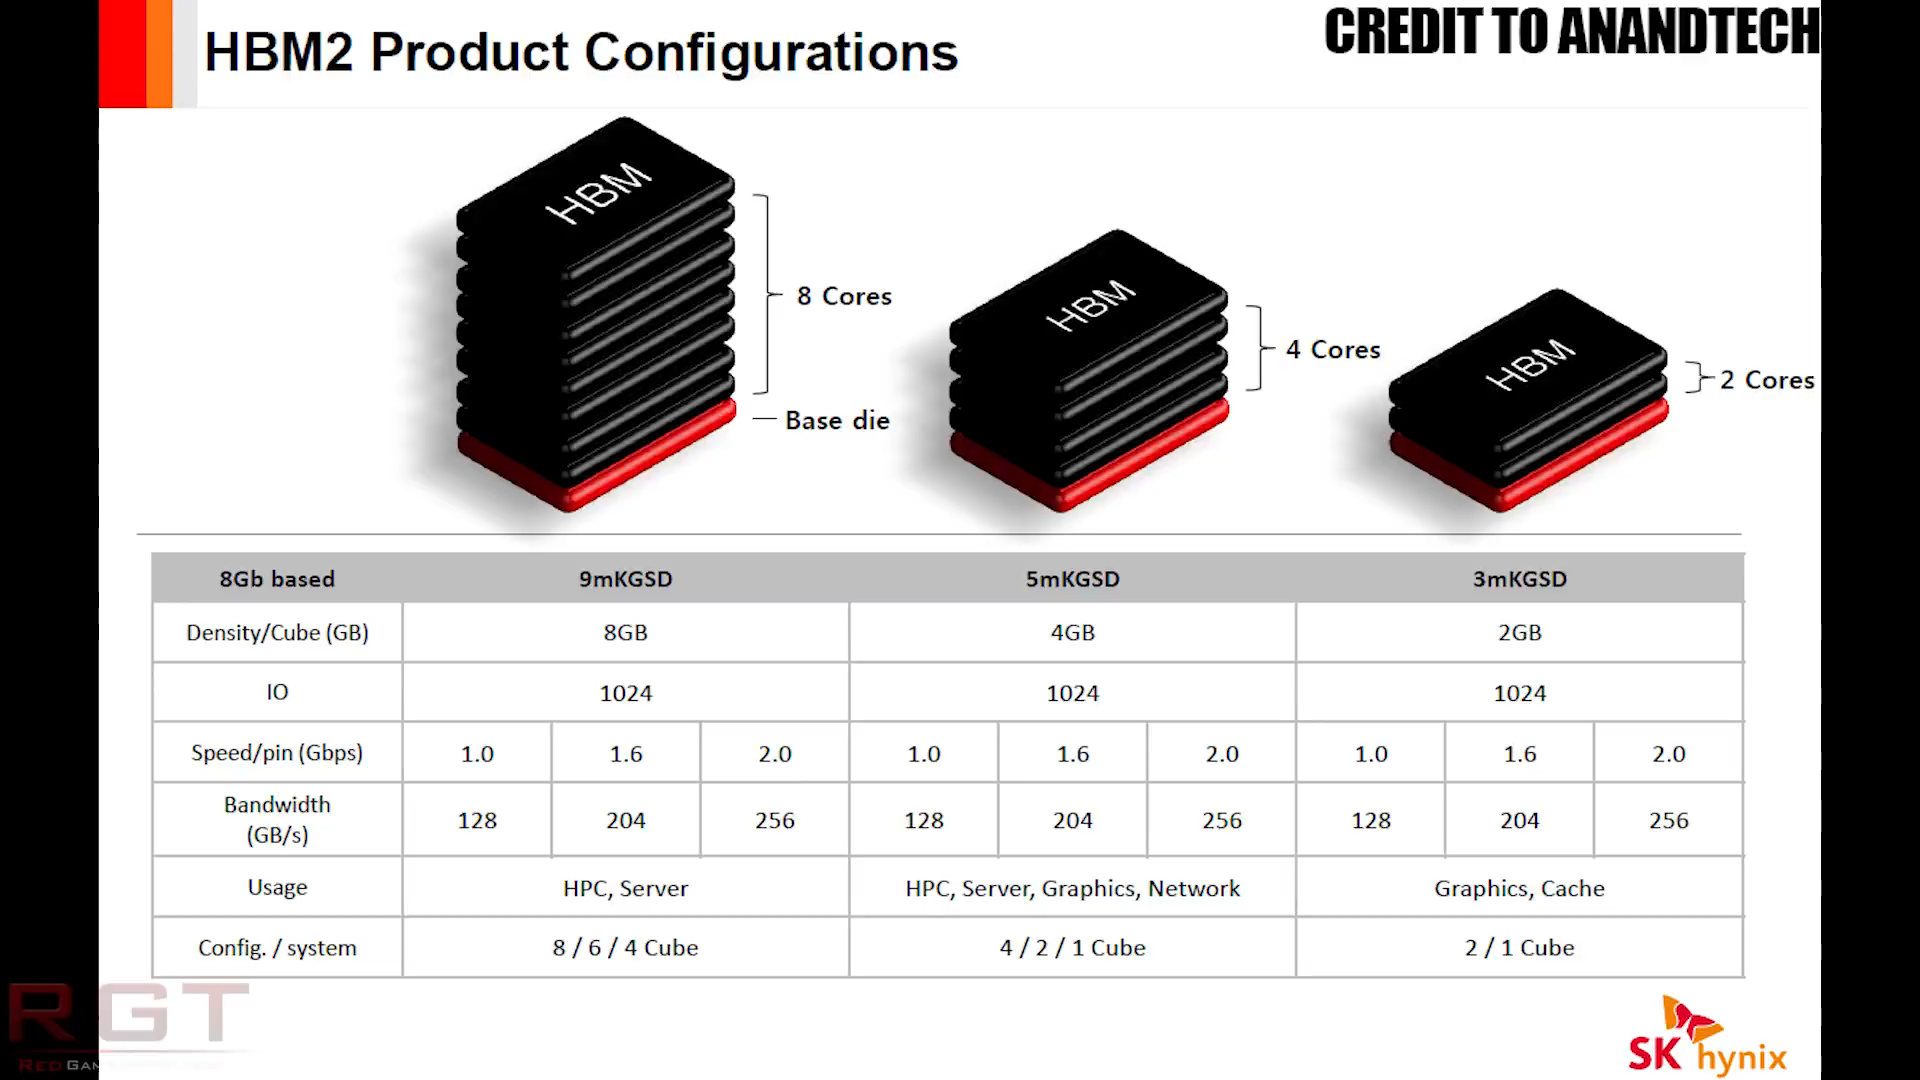 CREDIT TO ANANDTECH
HBM2 Product Configurations
HBM
8 Cores
Base die
HBM
4 Cores
HBM
2 Cores
8Gb based 9mKGSD 5mKGSD 3mKGSD
Density/Cube (GB) 8GB 4GB 2GB
IO 1024 1024 1024
Speed/pin (Gbps) 1.0 1.6 2.0 1.0 1.6 2.0 1.0 1.6 2.0
Bandwidth
(GB/s) 128 204 256 128 204 256 128 204 256
Usage HPC, Server HPC, Server, Graphics, Network Graphics, Cache
Config. / system 8 / 6 / 4 Cube 4 / 2 / 1 Cube 2 / 1 Cube
RGT
SK hynix